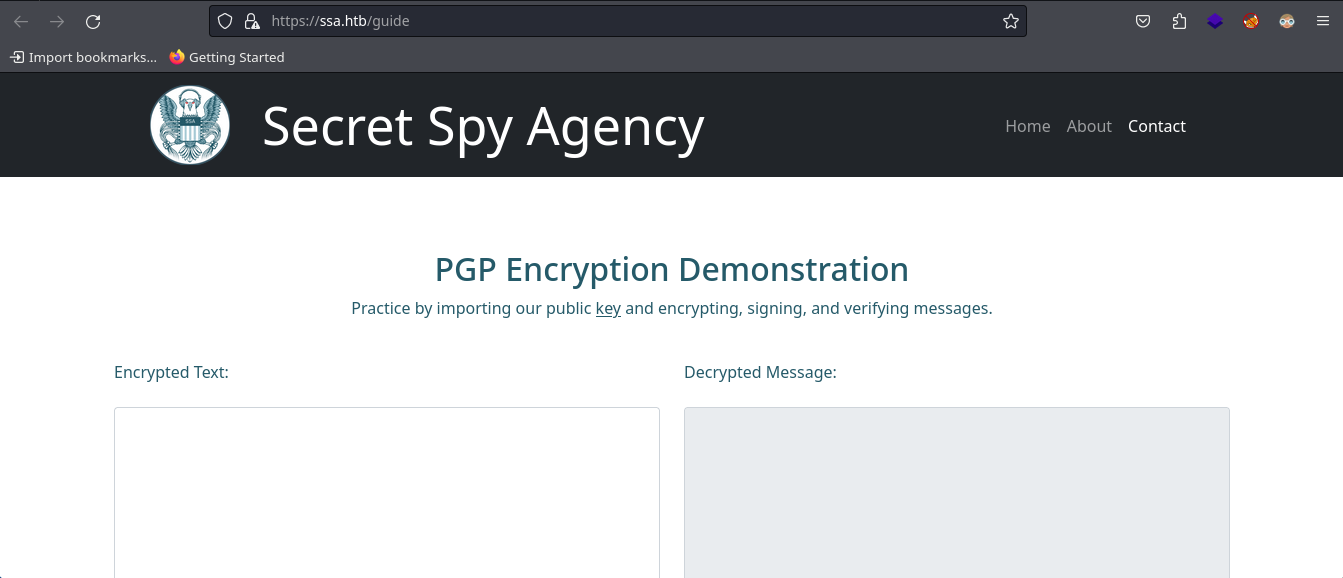 https://ssa.htb/guide
Import bookmarks... Getting Started
SSA
Secret Spy Agency
Home About Contact
PGP Encryption Demonstration
Practice by importing our public key and encrypting, signing, and verifying messages.
Encrypted Text: Decrypted Message: